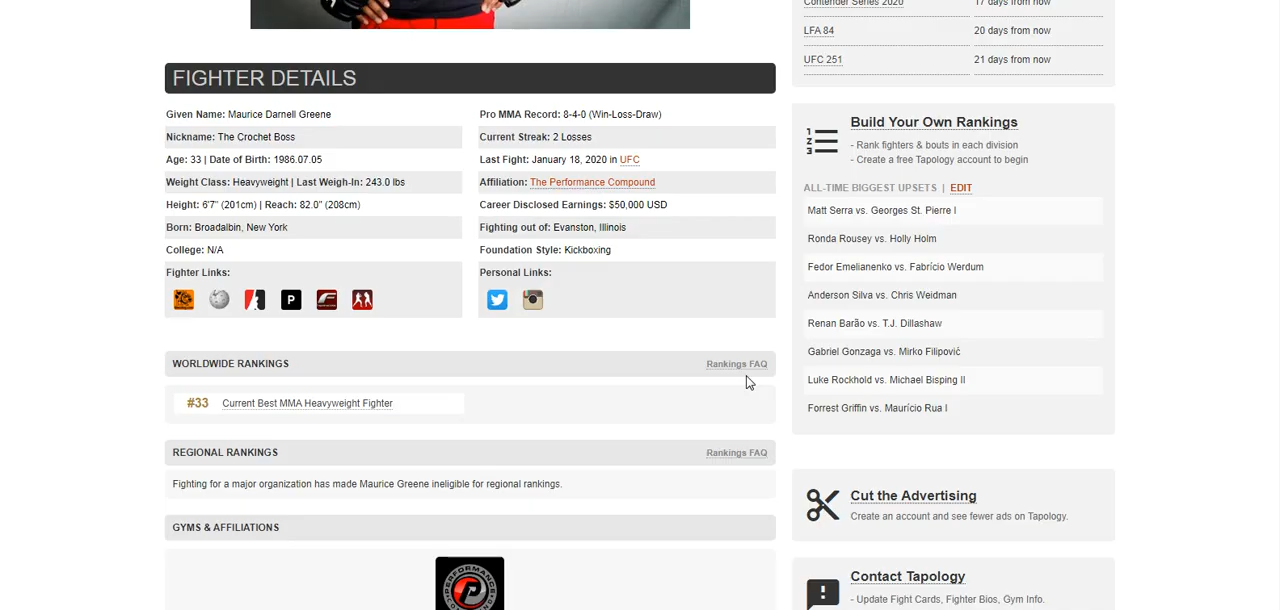 Contender Series 2020 17 days from now
LFA 84 20 days from now
UFC 251 21 days from now
FIGHTER DETAILS
Given Name: Maurice Darnell Greene
Pro MMA Record: 8-4-0 (Win-Loss-Draw)
Nickname: The Crochet Boss
Current Streak: 2 Losses
Age: 33 | Date of Birth: 1986.07.05
Last Fight: January 18, 2020 in UFC
Weight Class: Heavyweight | Last Weigh-In: 243.0 lbs
Affiliation: The Performance Compound
Height: 6'7" (201cm) | Reach: 82.0" (208cm)
Career Disclosed Earnings: $50,000 USD
Born: Broadalbin, New York
Fighting out of: Evanston, Illinois
College: N/A
Foundation Style: Kickboxing
Fighter Links:
Personal Links:
P
WORLDWIDE RANKINGS
Rankings FAQ
#33 Current Best MMA Heavyweight Fighter
REGIONAL RANKINGS
Rankings FAQ
Fighting for a major organization has made Maurice Greene ineligible for regional rankings.
GYMS & AFFILIATIONS
PERFORMANCE
Build Your Own Rankings
- Rank fighters & bouts in each division
- Create a free Tapology account to begin
ALL-TIME BIGGEST UPSETS | EDIT
Matt Serra vs. Georges St. Pierre I
Ronda Rousey vs. Holly Holm
Fedor Emelianenko vs. Fabrício Werdum
Anderson Silva vs. Chris Weidman
Renan Barão vs. T.J. Dillashaw
Gabriel Gonzaga vs. Mirko Filipović
Luke Rockhold vs. Michael Bisping II
Forrest Griffin vs. Maurício Rua I
Cut the Advertising
Create an account and see fewer ads on Tapology.
Contact Tapology
- Update Fight Cards, Fighter Bios, Gym Info.